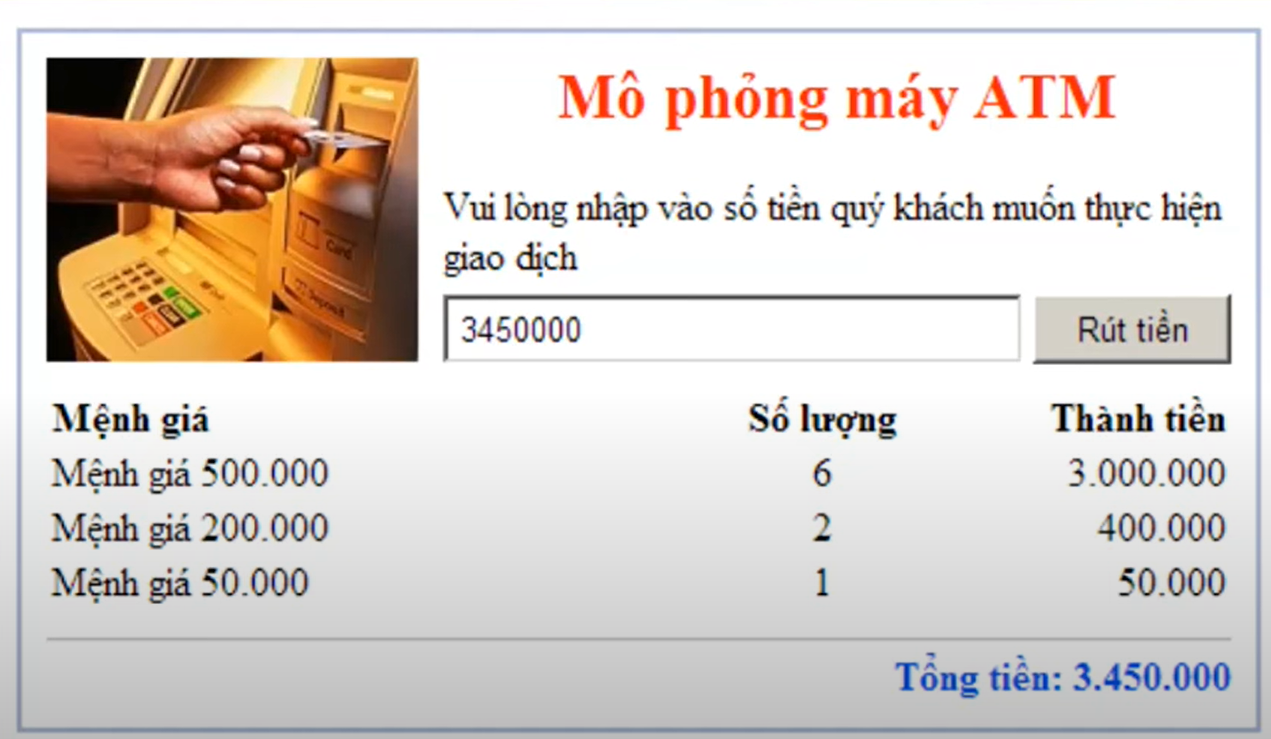 Mô phỏng máy ATM
Vui lòng nhập vào số tiền quý khách muốn thực hiện
giao dịch
3450000 Rút tiền
Mệnh giá Số lượng Thành tiền
Mệnh giá 500.000 6 3.000.000
Mệnh giá 200.000 2 400.000
Mệnh giá 50.000 1 50.000
Tổng tiền: 3.450.000
Card
Deposit